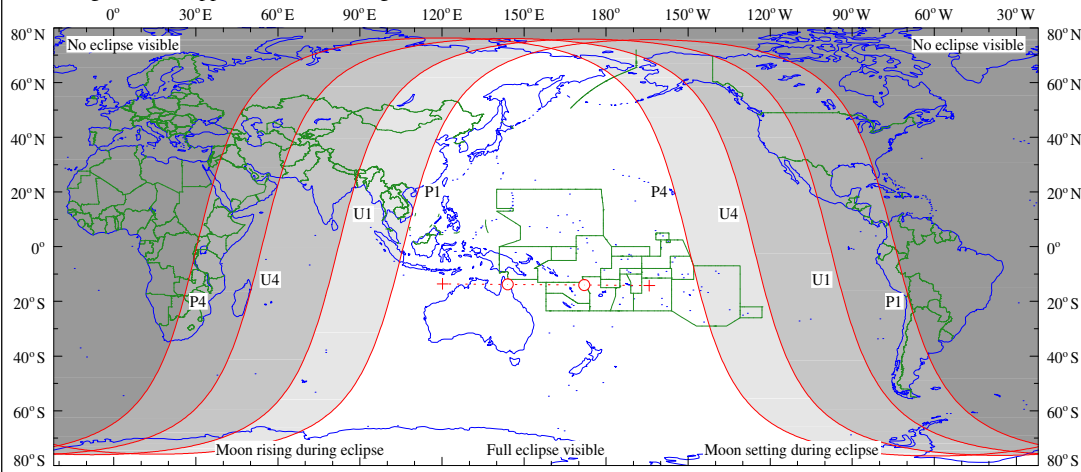 0° 30° E 60° E 90° E 120° E 150° E 180° E 150° W 120° W 90° W 60° W 30° W
80° N No eclipse visible No eclipse visible 80° N
60° N 60° N
40° N 40° N
20° N P1 P4 20° N
U1 U4
0° 0°
U4 U1
P4 P1
20° S 20° S
40° S 40° S
60° S 60° S
Moon rising during eclipse Full eclipse visible Moon setting during eclipse
80° S 80° S